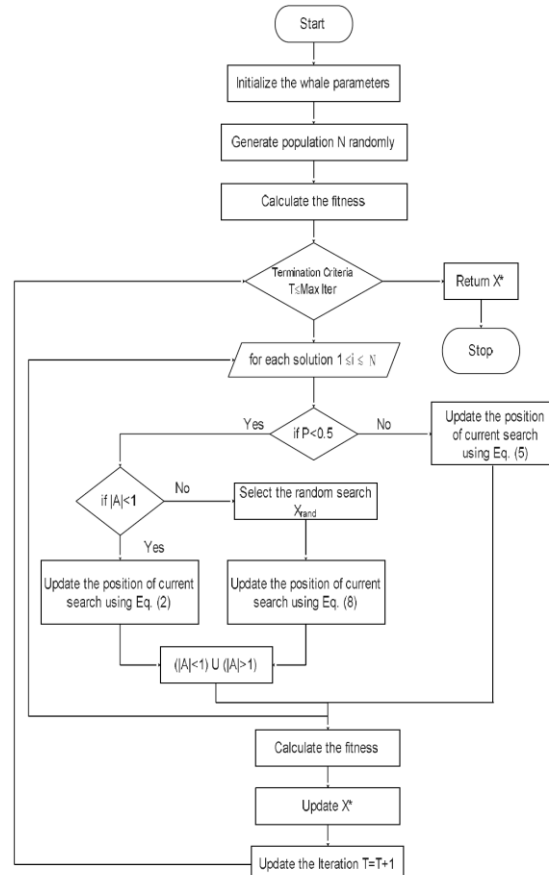 Start
Initialize the whale parameters
Generate population N randomly
Calculate the fitness
Termination Criteria
T≤Max Iter
Return X*
Stop
for each solution 1 ≤i ≤ N
Yes
if P<0.5
No
Update the position
of current search
using Eq. (5)
if |A|<1
No
Select the random search
Xrand
Yes
Update the position of current
search using Eq. (2)
Update the position of current
search using Eq. (8)
(|A|<1) U (|A|>1)
Calculate the fitness
Update X*
Update the Iteration T=T+1